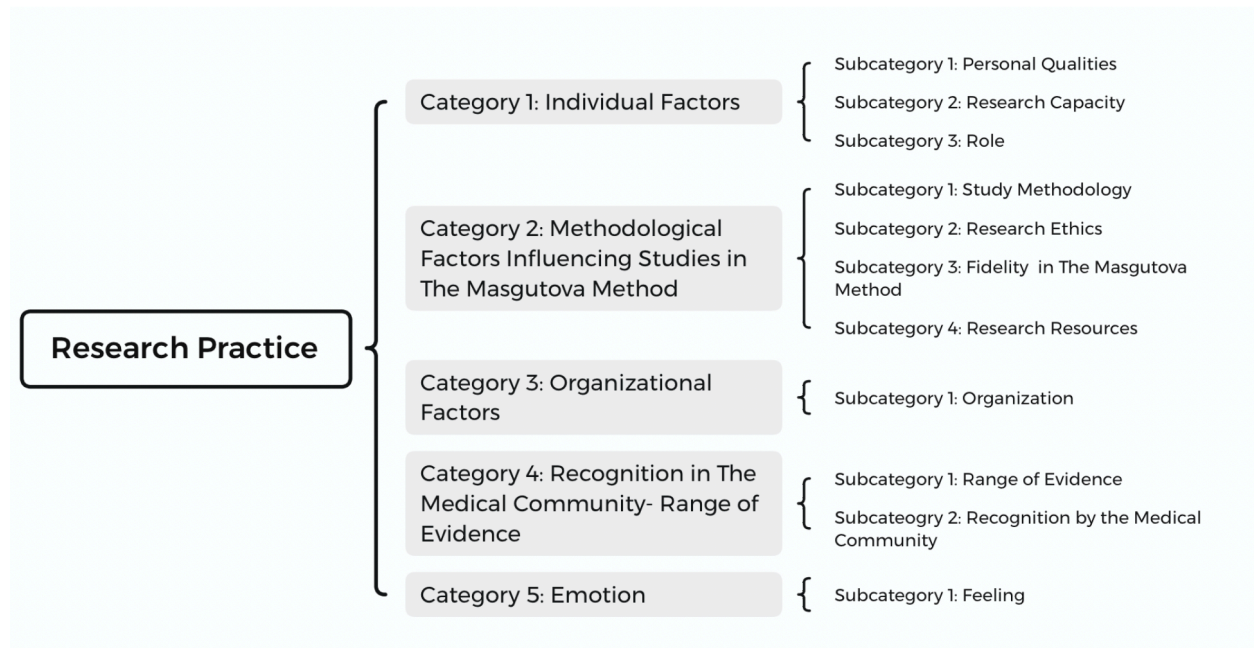 Research Practice
Category 1: Individual Factors
Subcategory 1: Personal Qualities
Subcategory 2: Research Capacity
Subcategory 3: Role
Category 2: Methodological
Factors Influencing Studies in
The Masgutova Method
Subcategory 1: Study Methodology
Subcategory 2: Research Ethics
Subcategory 3: Fidelity  in The Masgutova
Method
Subcategory 4: Research Resources
Category 3: Organizational
Factors
Subcategory 1: Organization
Category 4: Recognition in The
Medical Community- Range of
Evidence
Subcategory 1: Range of Evidence
Subcateogry 2: Recognition by the Medical
Community
Category 5: Emotion
Subcategory 1: Feeling